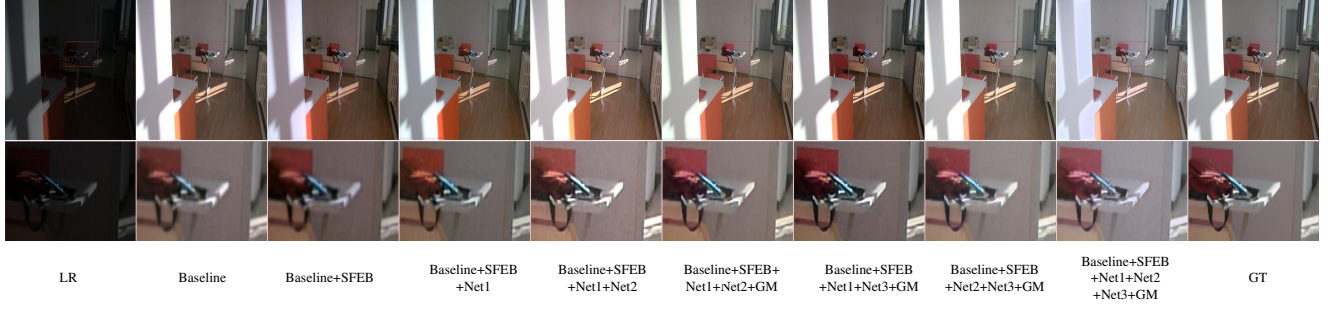 LR
Baseline
Baseline+SFEB
Baseline+SFEB
+Net1
Baseline+SFEB
+Net1+Net2
Baseline+SFEB+
Net1+Net2+GM
Baseline+SFEB
+Net1+Net3+GM
Baseline+SFEB
+Net2+Net3+GM
Baseline+SFEB
+Net1+Net2
+Net3+GM
GT